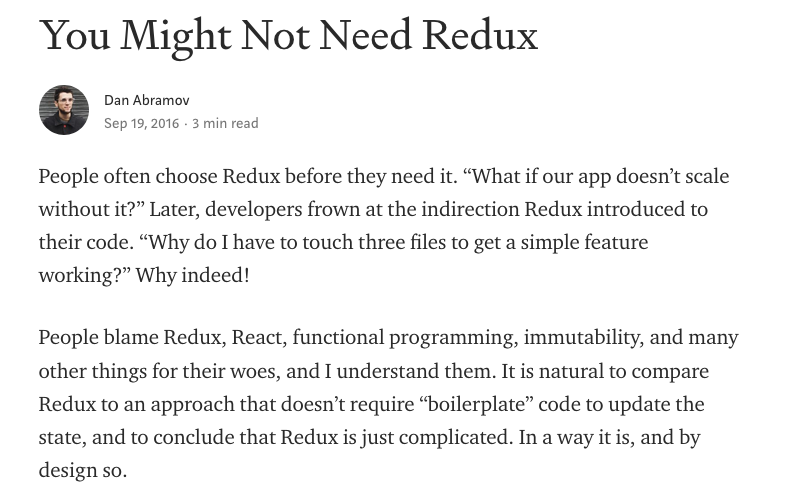 You Might Not Need Redux
Dan Abramov
Sep 19, 2016 · 3 min read
People often choose Redux before they need it. “What if our app doesn’t scale
without it?” Later, developers frown at the indirection Redux introduced to
their code. “Why do I have to touch three files to get a simple feature
working?” Why indeed!
People blame Redux, React, functional programming, immutability, and many
other things for their woes, and I understand them. It is natural to compare
Redux to an approach that doesn’t require “boilerplate” code to update the
state, and to conclude that Redux is just complicated. In a way it is, and by
design so.